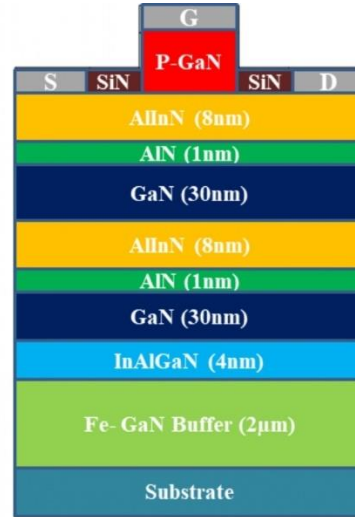 G
P-GaN
S SiN SiN D
AlInN (8nm)
AlN (1nm)
GaN (30nm)
AlInN (8nm)
AlN (1nm)
GaN (30nm)
InAlGaN (4nm)
Fe- GaN Buffer (2μm)
Substrate